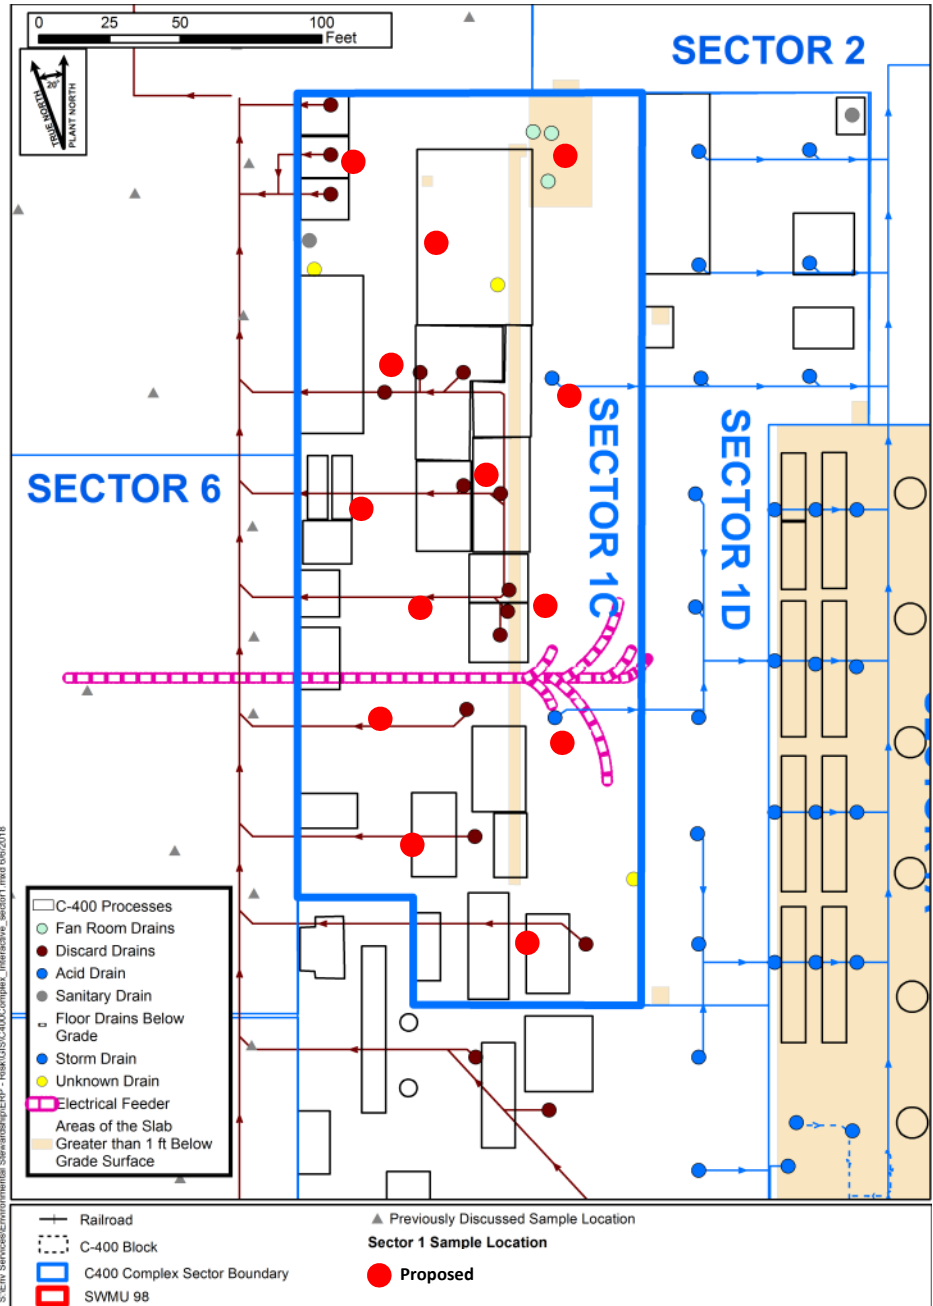 0 25 50 100
Feet
TRUE NORTH
20°
PLANT NORTH
SECTOR 2
SECTOR 6
SECTOR 1C
SECTOR 1D
C-400 Processes
Fan Room Drains
Discard Drains
Acid Drain
Sanitary Drain
Floor Drains Below
Grade
Storm Drain
Unknown Drain
Electrical Feeder
Areas of the Slab
Greater than 1 ft Below
Grade Surface
Railroad
C-400 Block
C400 Complex Sector Boundary
SWMU 98
Previously Discussed Sample Location
Sector 1 Sample Location
Proposed